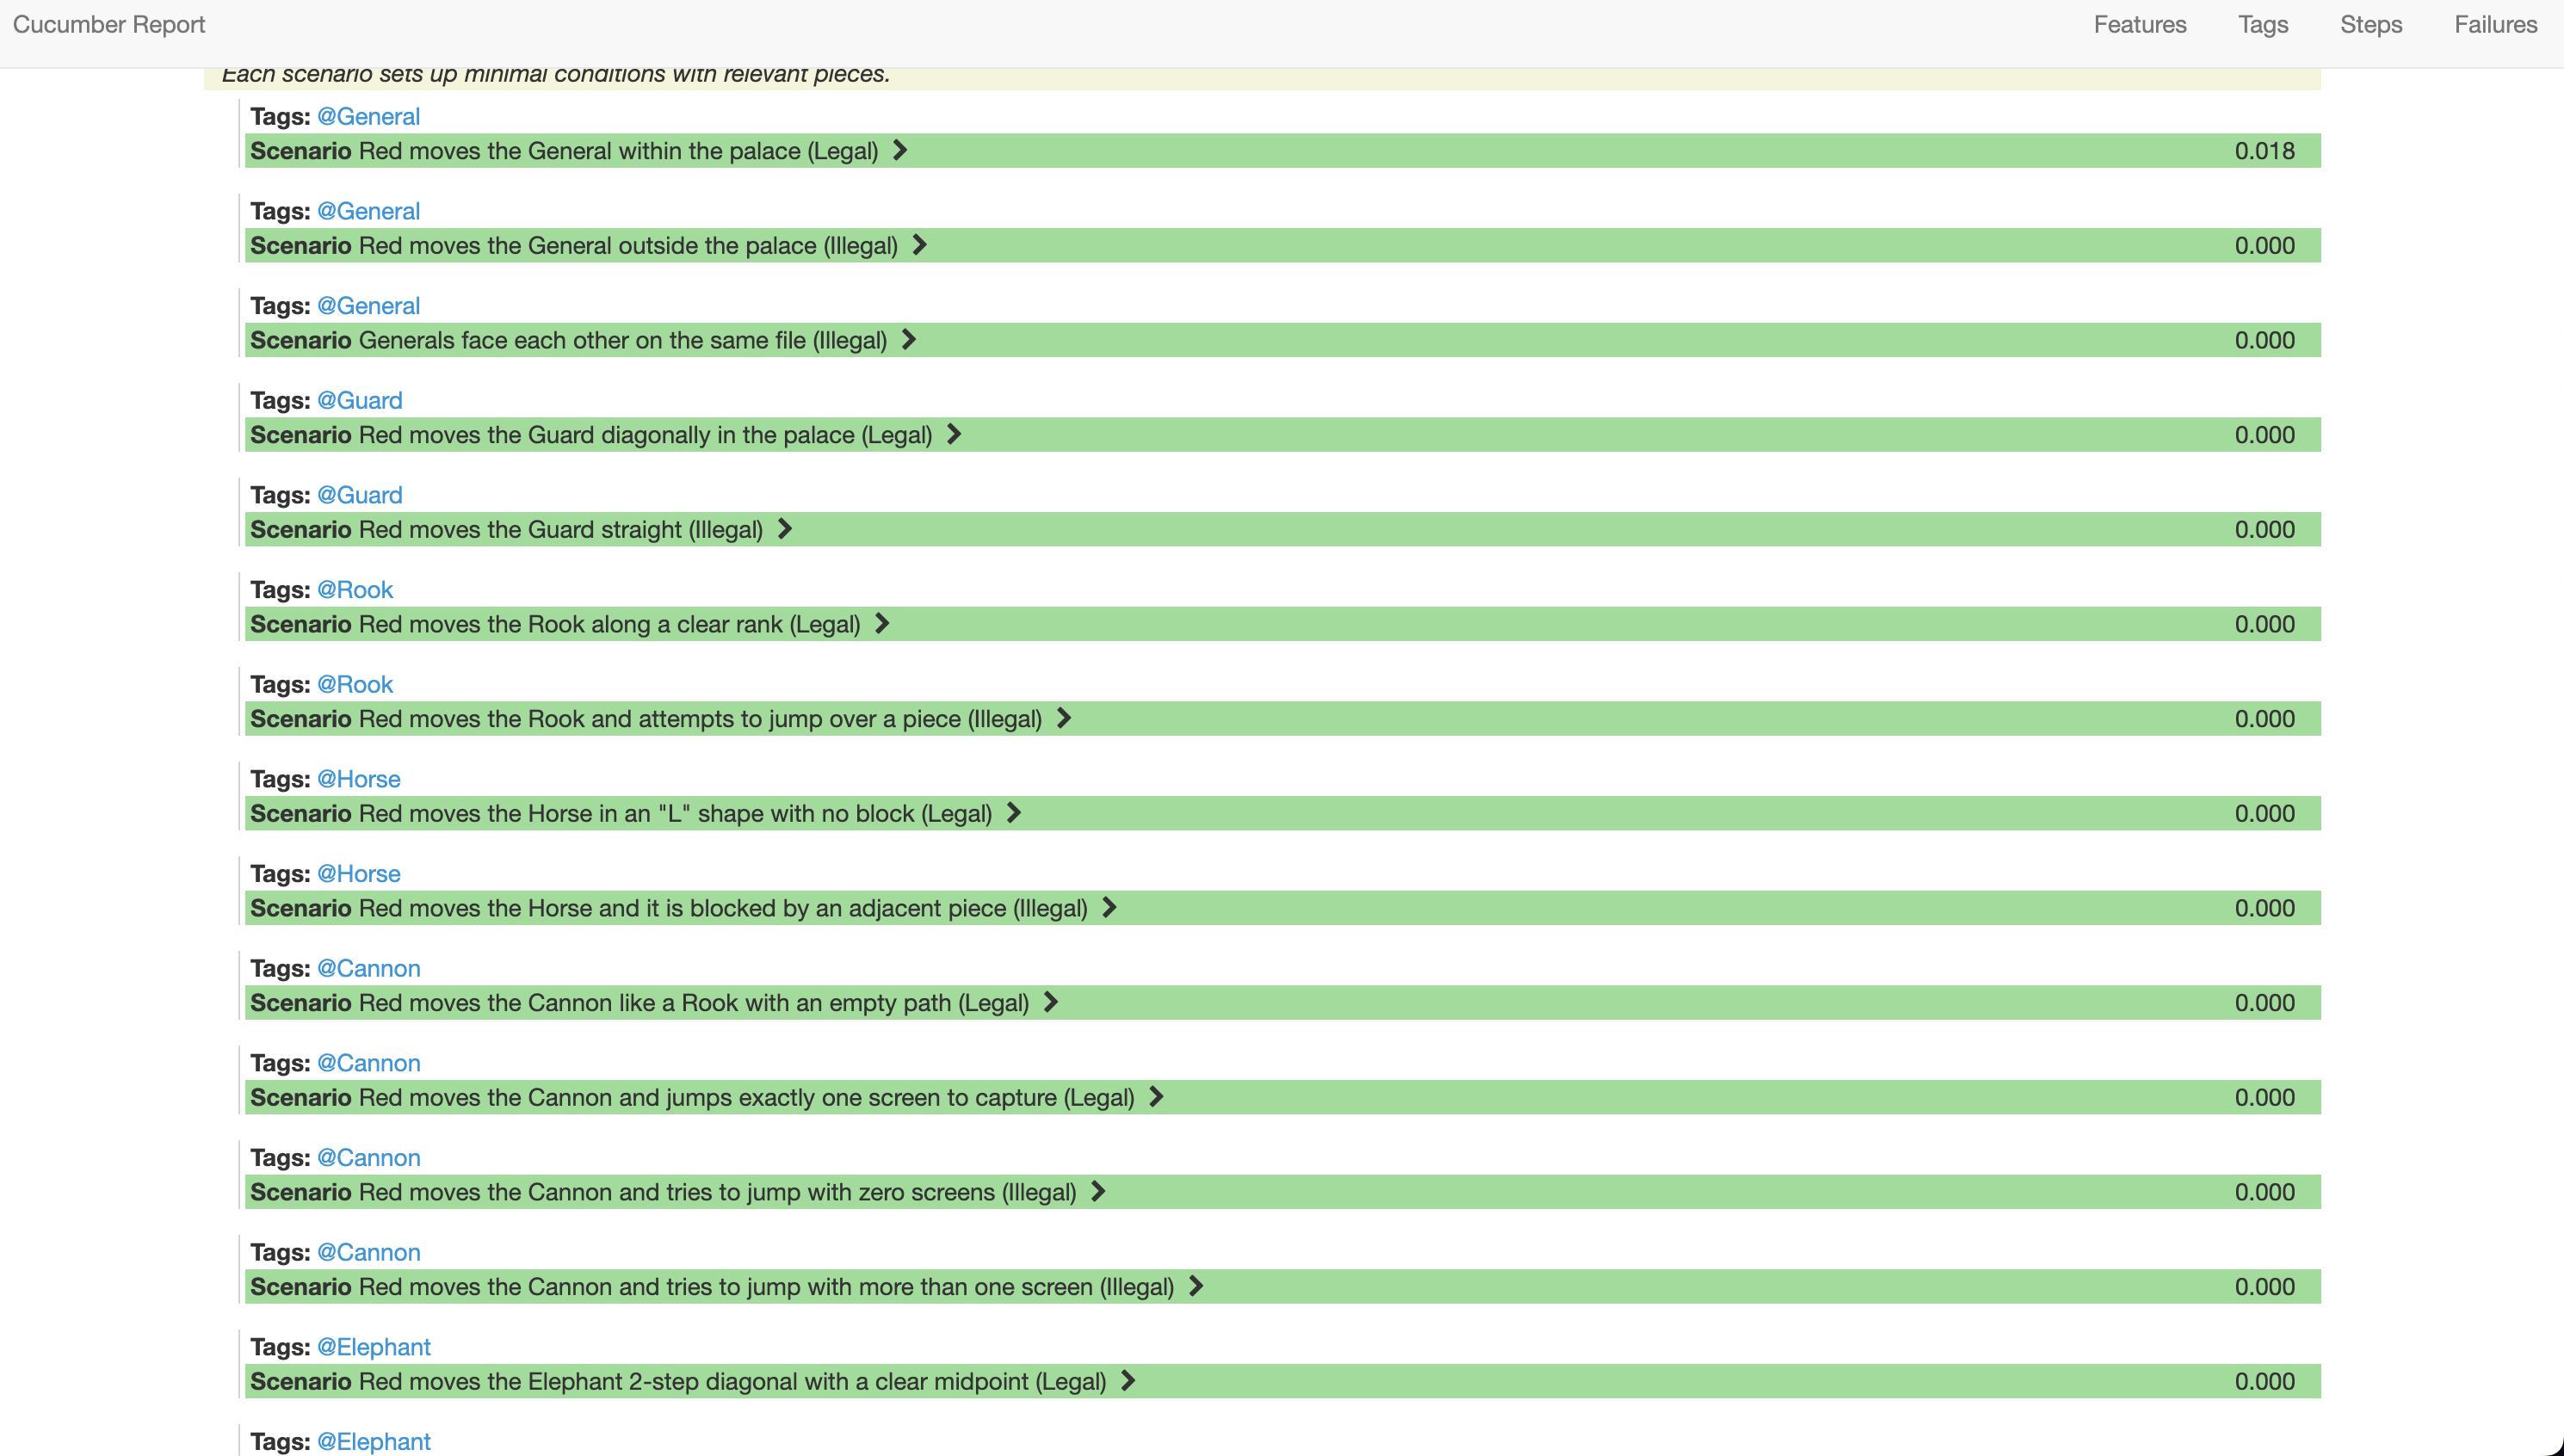 Cucumber Report Features Tags Steps Failures
Each scenario sets up minimal conditions with relevant pieces.
Tags: @General
Scenario Red moves the General within the palace (Legal) 0.018
Tags: @General
Scenario Red moves the General outside the palace (Illegal) 0.000
Tags: @General
Scenario Generals face each other on the same file (Illegal) 0.000
Tags: @Guard
Scenario Red moves the Guard diagonally in the palace (Legal) 0.000
Tags: @Guard
Scenario Red moves the Guard straight (Illegal) 0.000
Tags: @Rook
Scenario Red moves the Rook along a clear rank (Legal) 0.000
Tags: @Rook
Scenario Red moves the Rook and attempts to jump over a piece (Illegal) 0.000
Tags: @Horse
Scenario Red moves the Horse in an "L" shape with no block (Legal) 0.000
Tags: @Horse
Scenario Red moves the Horse and it is blocked by an adjacent piece (Illegal) 0.000
Tags: @Cannon
Scenario Red moves the Cannon like a Rook with an empty path (Legal) 0.000
Tags: @Cannon
Scenario Red moves the Cannon and jumps exactly one screen to capture (Legal) 0.000
Tags: @Cannon
Scenario Red moves the Cannon and tries to jump with zero screens (Illegal) 0.000
Tags: @Cannon
Scenario Red moves the Cannon and tries to jump with more than one screen (Illegal) 0.000
Tags: @Elephant
Scenario Red moves the Elephant 2-step diagonal with a clear midpoint (Legal) 0.000
Tags: @Elephant